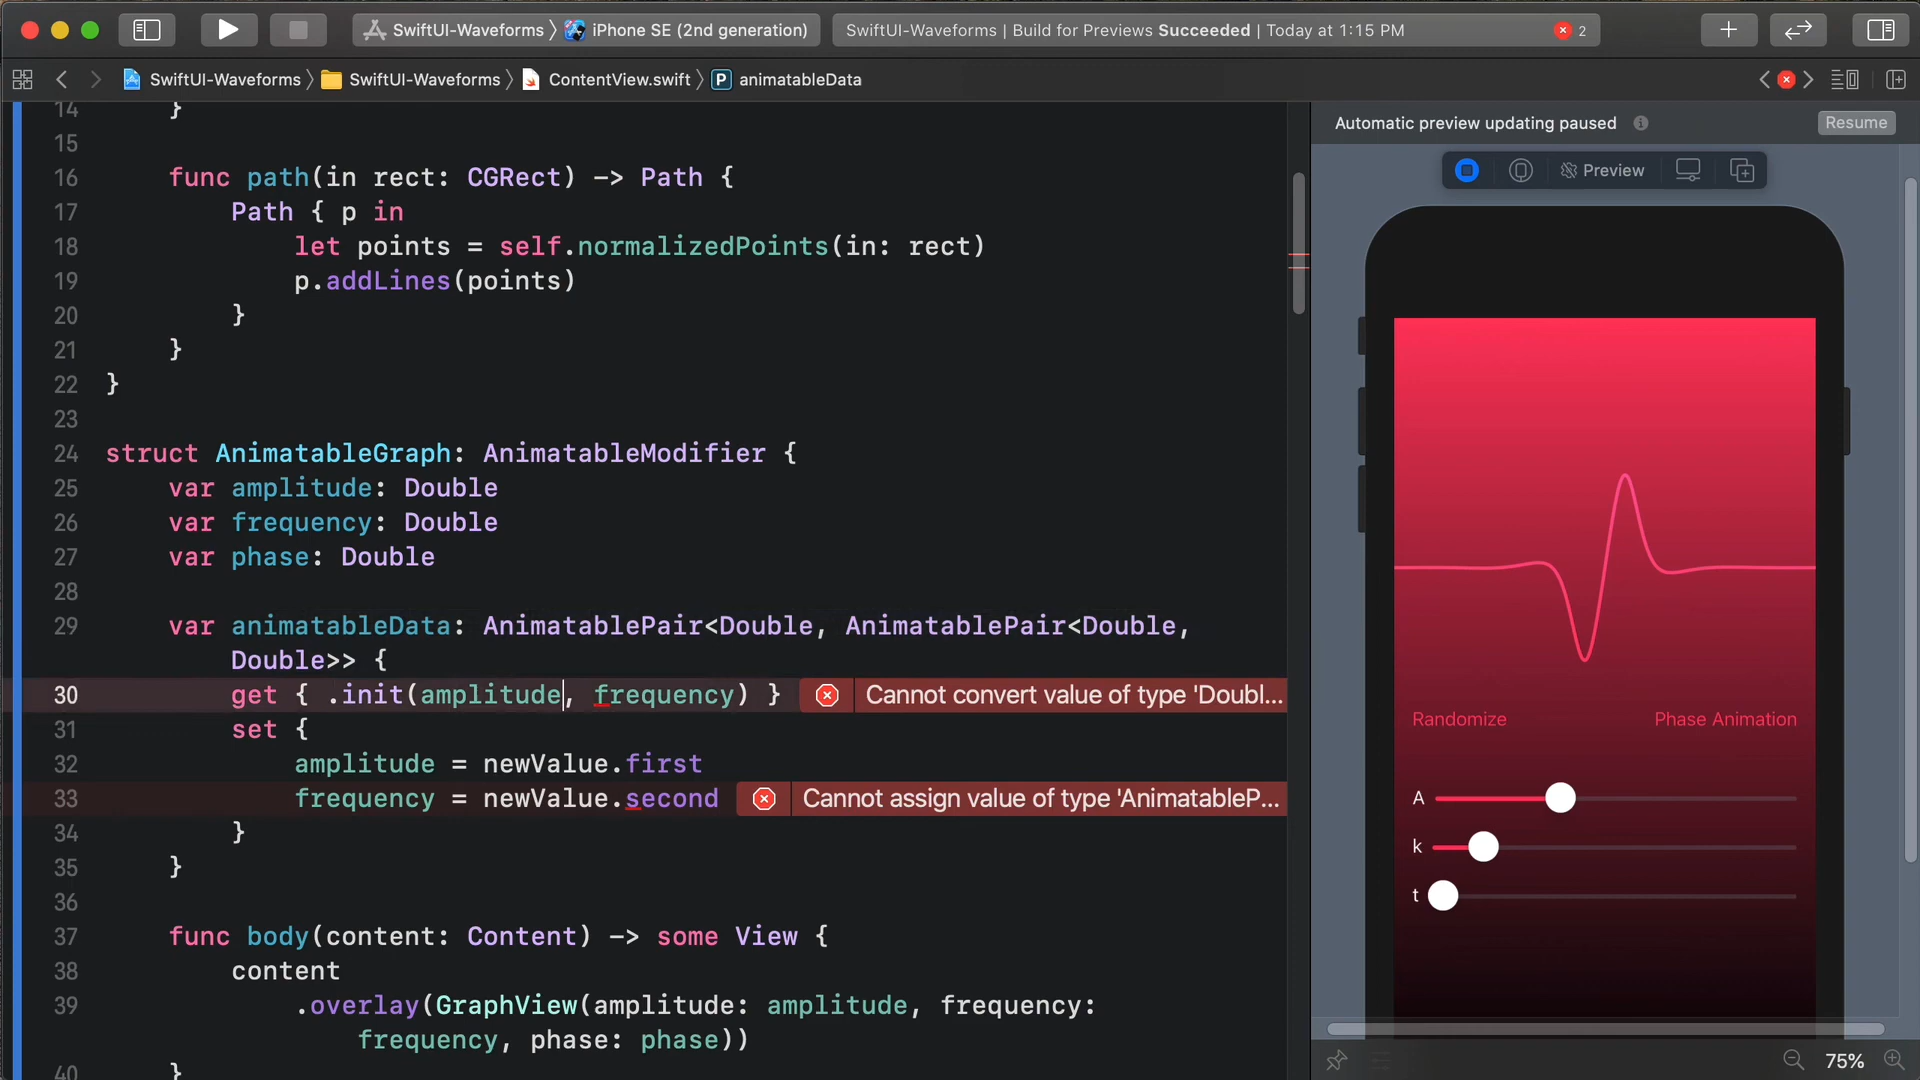 SwiftUI-Waveforms 〉 iPhone SE (2nd generation)
SwiftUI-Waveforms | Build for Previews Succeeded | Today at 1:15 PM
2
SwiftUI-Waveforms 〉 SwiftUI-Waveforms 〉 ContentView.swift 〉 P animatableData
14 }
15
16 func path(in rect: CGRect) -> Path {
17 Path { p in
18 let points = self.normalizedPoints(in: rect)
19 p.addLines(points)
20 }
21 }
22 }
23
24 struct AnimatableGraph: AnimatableModifier {
25 var amplitude: Double
26 var frequency: Double
27 var phase: Double
28
29 var animatableData: AnimatablePair<Double, AnimatablePair<Double,
Double>> {
30 get { .init(amplitude, frequency) } Cannot convert value of type 'Doubl...
31 set {
32 amplitude = newValue.first
33 frequency = newValue.second Cannot assign value of type 'AnimatableP...
34 }
35 }
36
37 func body(content: Content) -> some View {
38 content
39 .overlay(GraphView(amplitude: amplitude, frequency:
frequency, phase: phase))
40 }
Automatic preview updating paused
Resume
Preview
Randomize
Phase Animation
A
k
t
75%